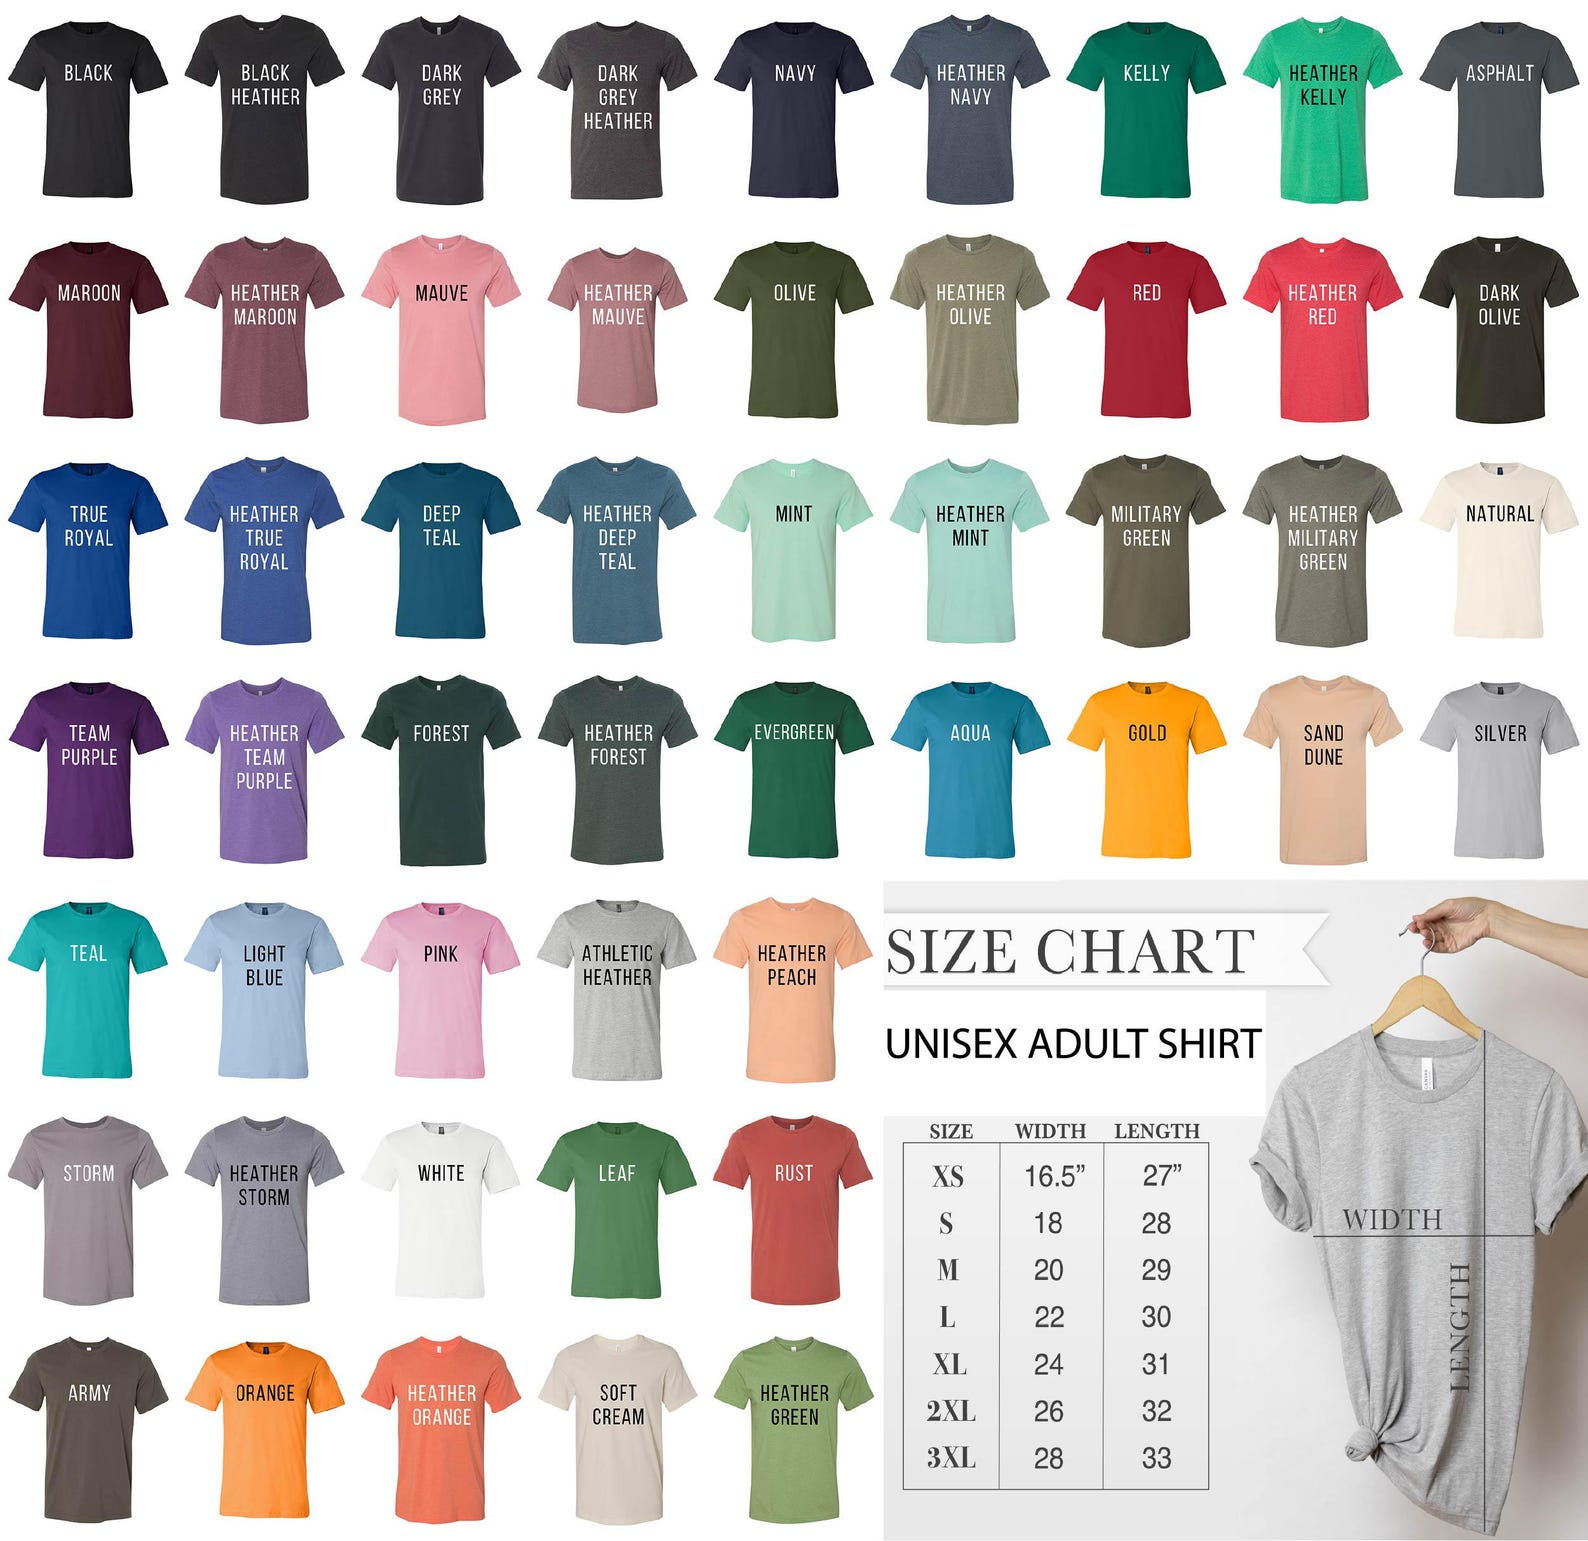 BLACK
BLACK
HEATHER
DARK
GREY
DARK
GREY
HEATHER
NAVY
HEATHER
NAVY
KELLY
HEATHER
KELLY
ASPHALT
MAROON
HEATHER
MAROON
MAUVE
HEATHER
MAUVE
OLIVE
HEATHER
OLIVE
RED
HEATHER
RED
DARK
OLIVE
TRUE
ROYAL
HEATHER
TRUE
ROYAL
DEEP
TEAL
HEATHER
DEEP
TEAL
MINT
HEATHER
MINT
MILITARY
GREEN
HEATHER
MILITARY
GREEN
NATURAL
TEAM
PURPLE
HEATHER
TEAM
PURPLE
FOREST
HEATHER
FOREST
EVERGREEN
AQUA
GOLD
SAND
DUNE
SILVER
TEAL
LIGHT
BLUE
PINK
ATHLETIC
HEATHER
HEATHER
PEACH
STORM
HEATHER
STORM
WHITE
LEAF
RUST
ARMY
ORANGE
HEATHER
ORANGE
SOFT
CREAM
HEATHER
GREEN
SIZE CHART
UNISEX ADULT SHIRT
SIZE WIDTH LENGTH
XS 16.5” 27”
S 18 28
M 20 29
L 22 30
XL 24 31
2XL 26 32
3XL 28 33
WIDTH
LENGTH